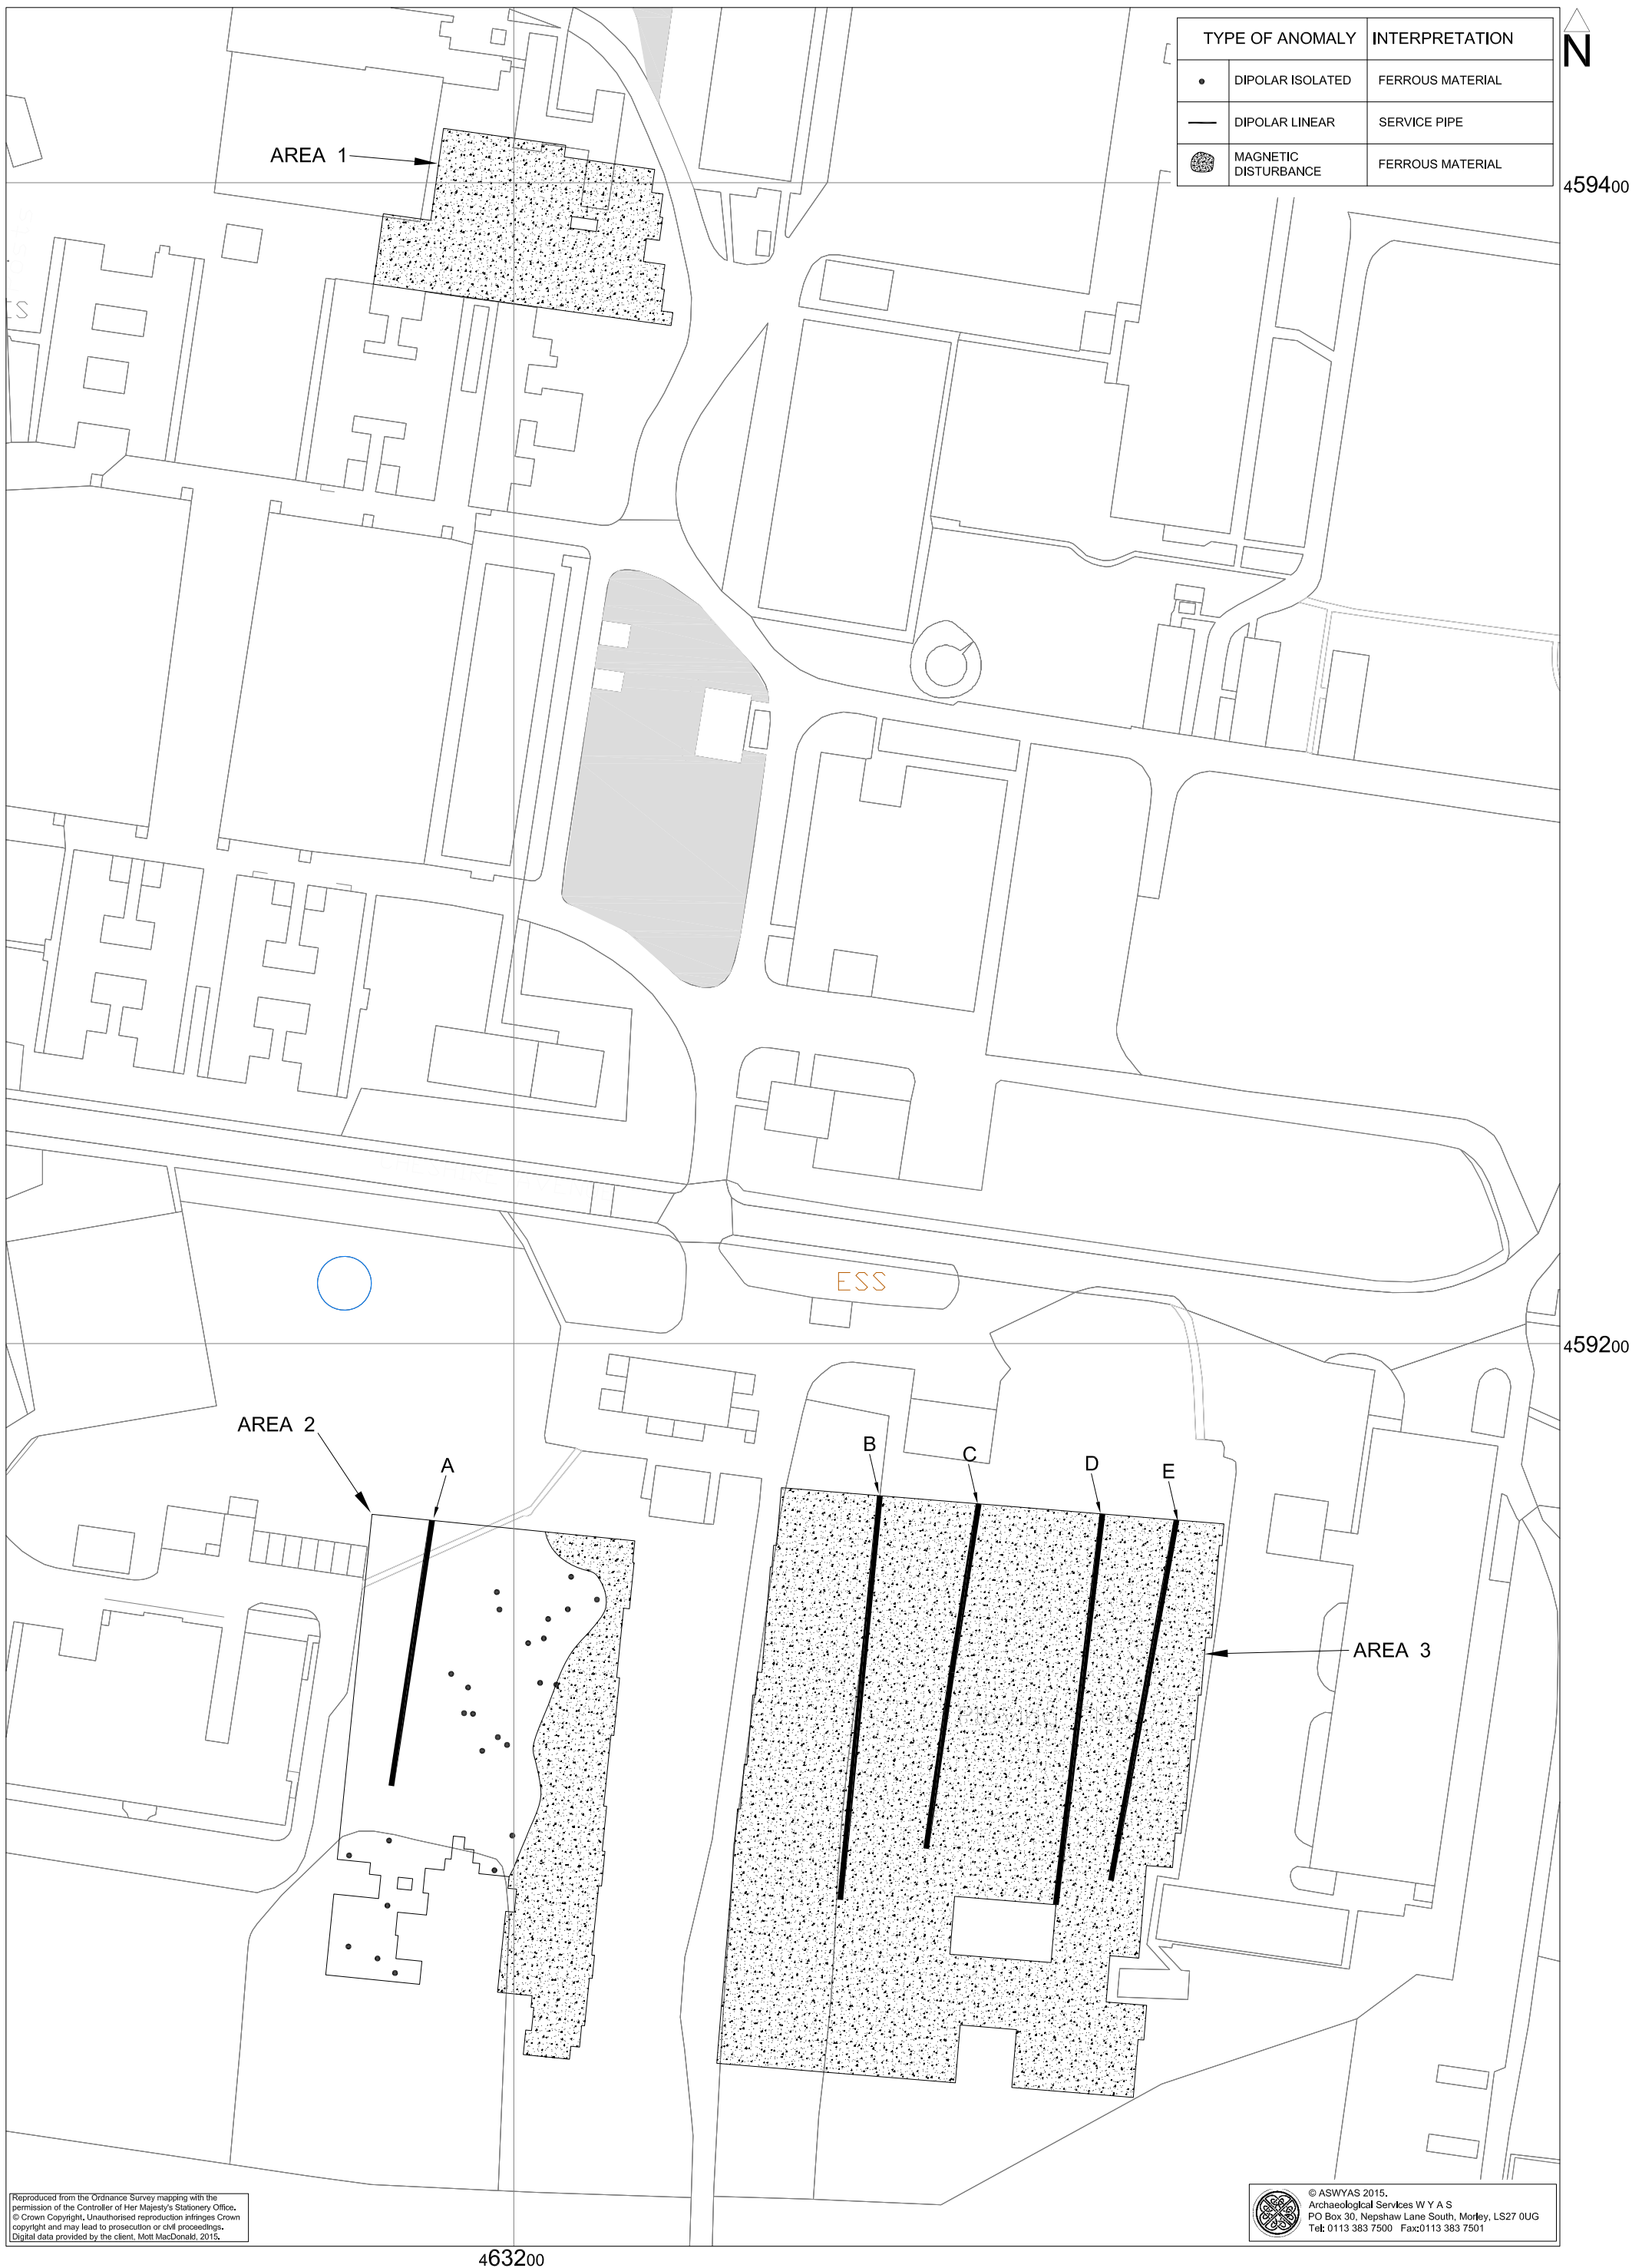 TYPE OF ANOMALY INTERPRETATION
DIPOLAR ISOLATED FERROUS MATERIAL
DIPOLAR LINEAR SERVICE PIPE
MAGNETIC DISTURBANCE FERROUS MATERIAL
N
AREA 1
459400
ES
ESS
459200
AREA 2
A
B
C
D
E
AREA 3
Reproduced from the Ordnance Survey mapping with the
permission of the Controller of Her Majesty's Stationery Office.
© Crown Copyright. Unauthorised reproduction infringes Crown
copyright and may lead to prosecution or civil proceedings.
Digital data provided by the client, Mott MacDonald, 2015.
© ASWYAS 2015.
Archaeological Services W Y A S
PO Box 30, Nepshaw Lane South, Morley, LS27 0UG
Tel: 0113 383 7500 Fax:0113 383 7501
463200